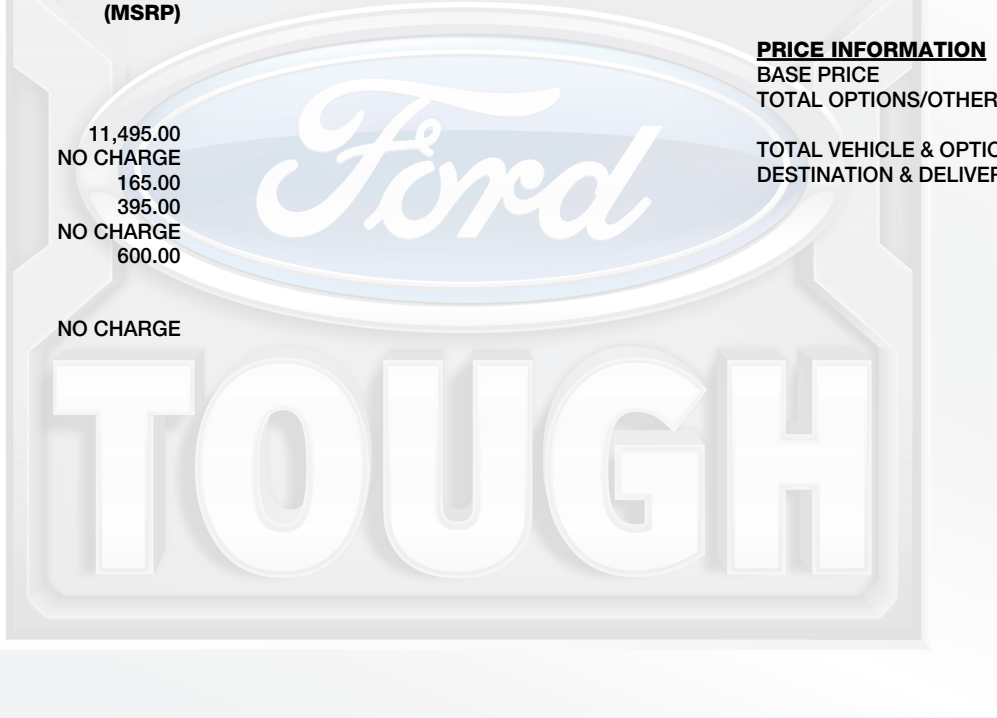 (MSRP)
11,495.00
NO CHARGE
165.00
395.00
NO CHARGE
600.00
NO CHARGE
PRICE INFORMATION
BASE PRICE
TOTAL OPTIONS/OTHER
TOTAL VEHICLE & OPTIO
DESTINATION & DELIVER
Ford
TOUGH